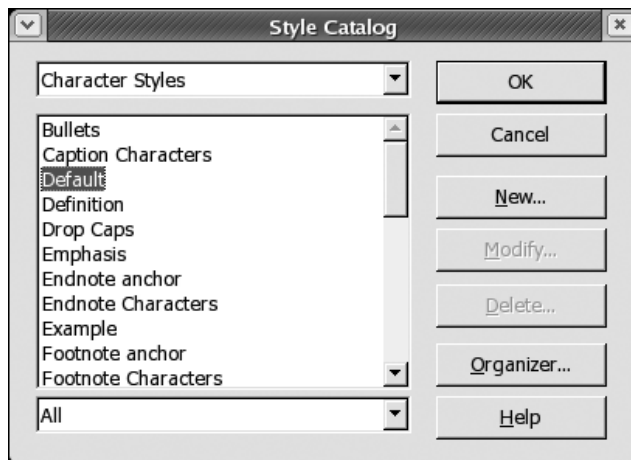 Style Catalog
Character Styles
Bullets
Caption Characters
Default
Definition
Drop Caps
Emphasis
Endnote anchor
Endnote Characters
Example
Footnote anchor
Footnote Characters
All
OK
Cancel
New...
Modify...
Delete...
Organizer...
Help